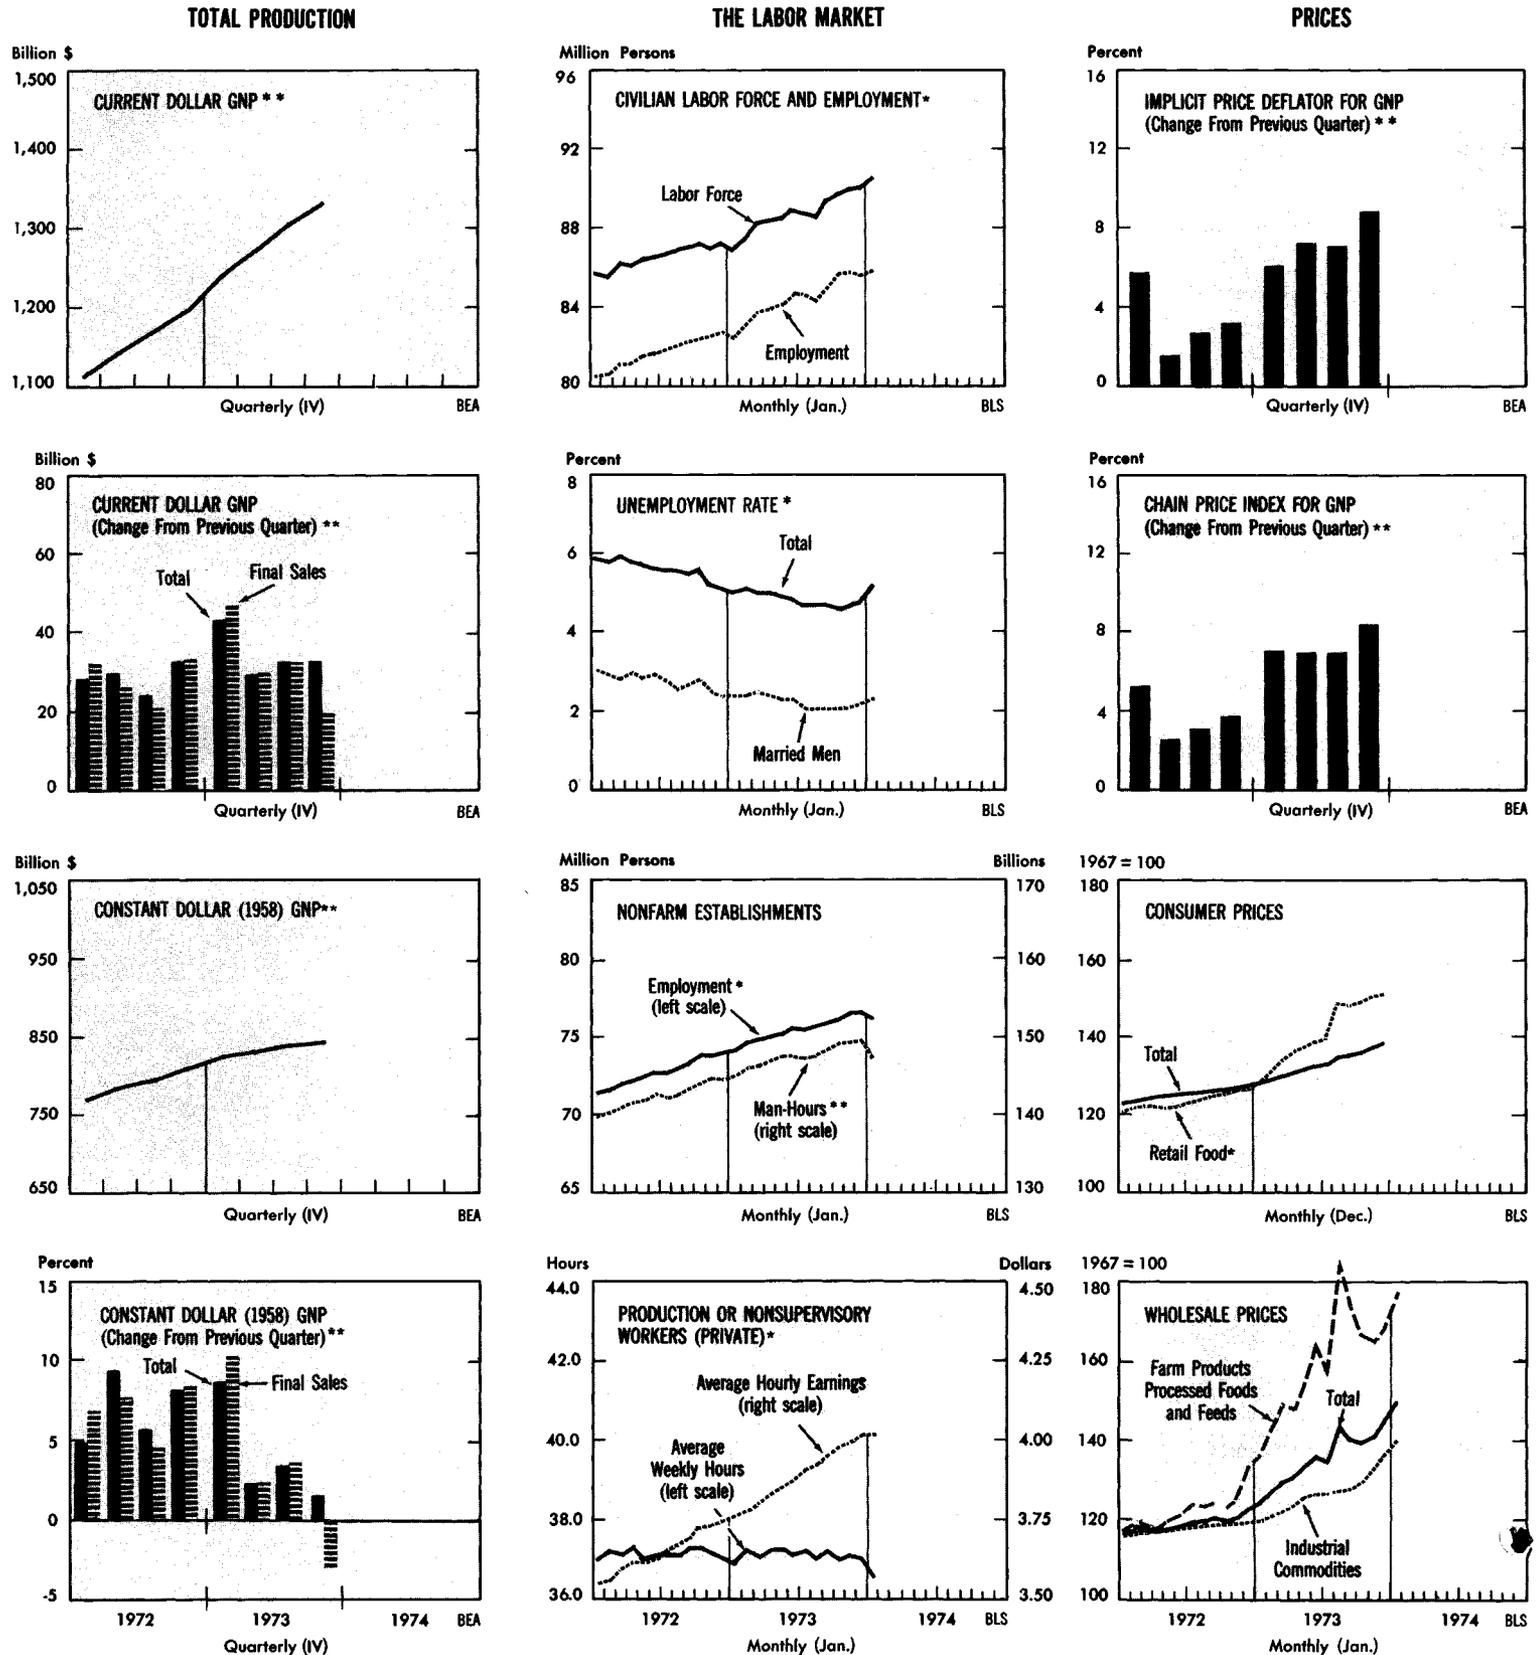 TOTAL PRODUCTION
Billion $
1,500
CURRENT DOLLAR GNP**
1,400
1,300
1,200
1,100
Quarterly (IV) BEA
Billion $
80
CURRENT DOLLAR GNP
(Change From Previous Quarter) **
60
Total Final Sales
40
20
0
Quarterly (IV) BEA
Billion $
1,050
CONSTANT DOLLAR (1958) GNP**
950
850
750
650
Quarterly (IV) BEA
Percent
15
CONSTANT DOLLAR (1958) GNP
(Change From Previous Quarter)**
10
Total
Final Sales
5
0
-5
1972 1973 1974 BEA
Quarterly (IV)
THE LABOR MARKET
Million Persons
96
CIVILIAN LABOR FORCE AND EMPLOYMENT*
92
Labor Force
88
84
Employment
80
Monthly (Jan.) BLS
Percent
8
UNEMPLOYMENT RATE *
Total
6
4
2
Married Men
0
Monthly (Jan.) BLS
Million Persons Billions
85 170
NONFARM ESTABLISHMENTS
80 160
Employment *
(left scale)
75 150
Man-Hours **
(right scale)
70 140
65 130
Monthly (Jan.) BLS
Hours Dollars
44.0 4.50
PRODUCTION OR NONSUPERVISORY
WORKERS (PRIVATE)*
42.0 4.25
Average Hourly Earnings
(right scale)
40.0 4.00
Average
Weekly Hours
(left scale)
38.0 3.75
36.0 3.50
1972 1973 1974 BLS
Monthly (Jan.)
PRICES
Percent
16
IMPLICIT PRICE DEFLATOR FOR GNP
(Change From Previous Quarter) **
12
8
4
0
Quarterly (IV) BEA
Percent
16
CHAIN PRICE INDEX FOR GNP
(Change From Previous Quarter) **
12
8
4
0
Quarterly (IV) BEA
1967 = 100
180
CONSUMER PRICES
160
140
Total
120
Retail Food*
100
Monthly (Dec.) BLS
1967 = 100
180
WHOLESALE PRICES
160
Farm Products
Processed Foods
and Feeds
Total
140
120
Industrial
Commodities
100
1972 1973 1974 BLS
Monthly (Jan.)